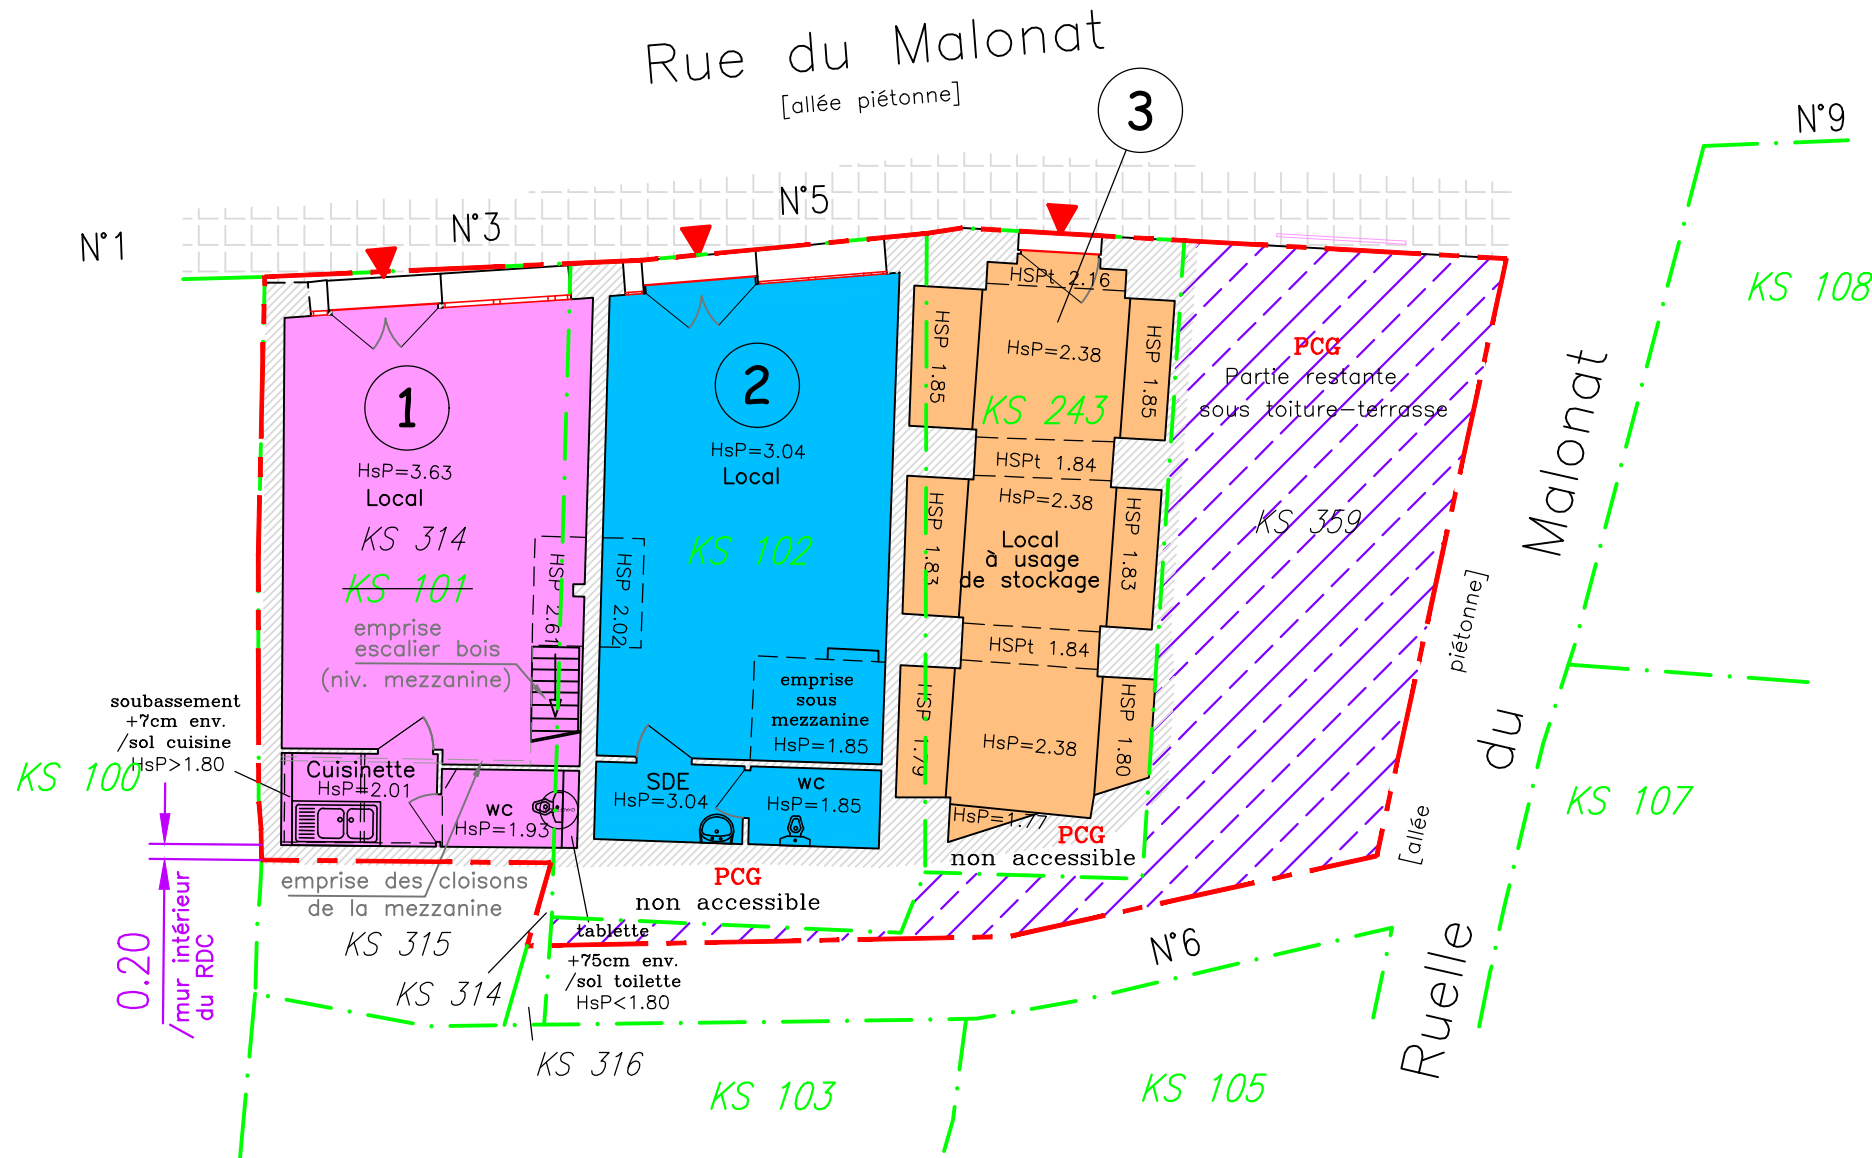 Rue du Malonat
[allée piétonne]
3
N°9
N°5
N°3
N°1
KS 108
HSPt 2.16
HSP 1.85
HsP=2.38
HSP 1.85
PCG
Partie restante
sous toiture-terrasse
1
2
KS 243
HsP=3.63
Local
HsP=3.04
Local
HSPt 1.84
HsP=2.38
HSP 1.83
HSP 1.83
Local
à usage
de stockage
KS 359
KS 314
KS 101
KS 102
HSP 2.61
HSP 2.02
emprise
escalier bois
(niv. mezzanine)
HSPt 1.84
emprise
sous
mezzanine
HsP=1.85
HSP 1.79
HsP=2.38
HSP 1.80
soubassement
+7cm env.
/sol cuisine
HsP>1.80
KS 100
Cuisinette
HsP=2.01
WC
HsP=1.93
SDE
HsP=3.04
WC
HsP=1.85
HsP=1.77
PCG
non accessible
PCG
non accessible
KS 107
emprise des cloisons
de la mezzanine
KS 315
KS 314
0.20
/mur intérieur
du RDC
tablette
+75cm env.
/sol toilette
HsP<1.80
N°6
KS 316
KS 103
KS 105
Ruelle du Malonat
[allée piétonne]